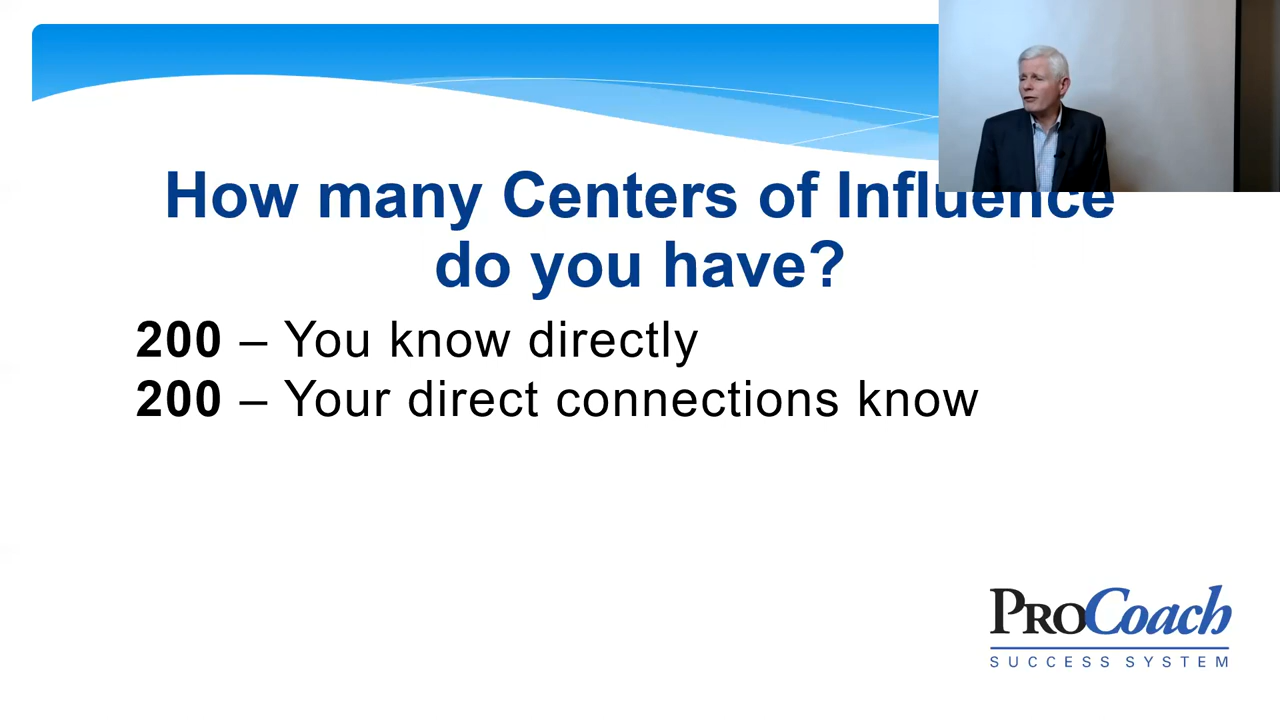 How many Centers of Influence
do you have?
200 – You know directly
200 – Your direct connections know
PROCoach
SUCCESS SYSTEM